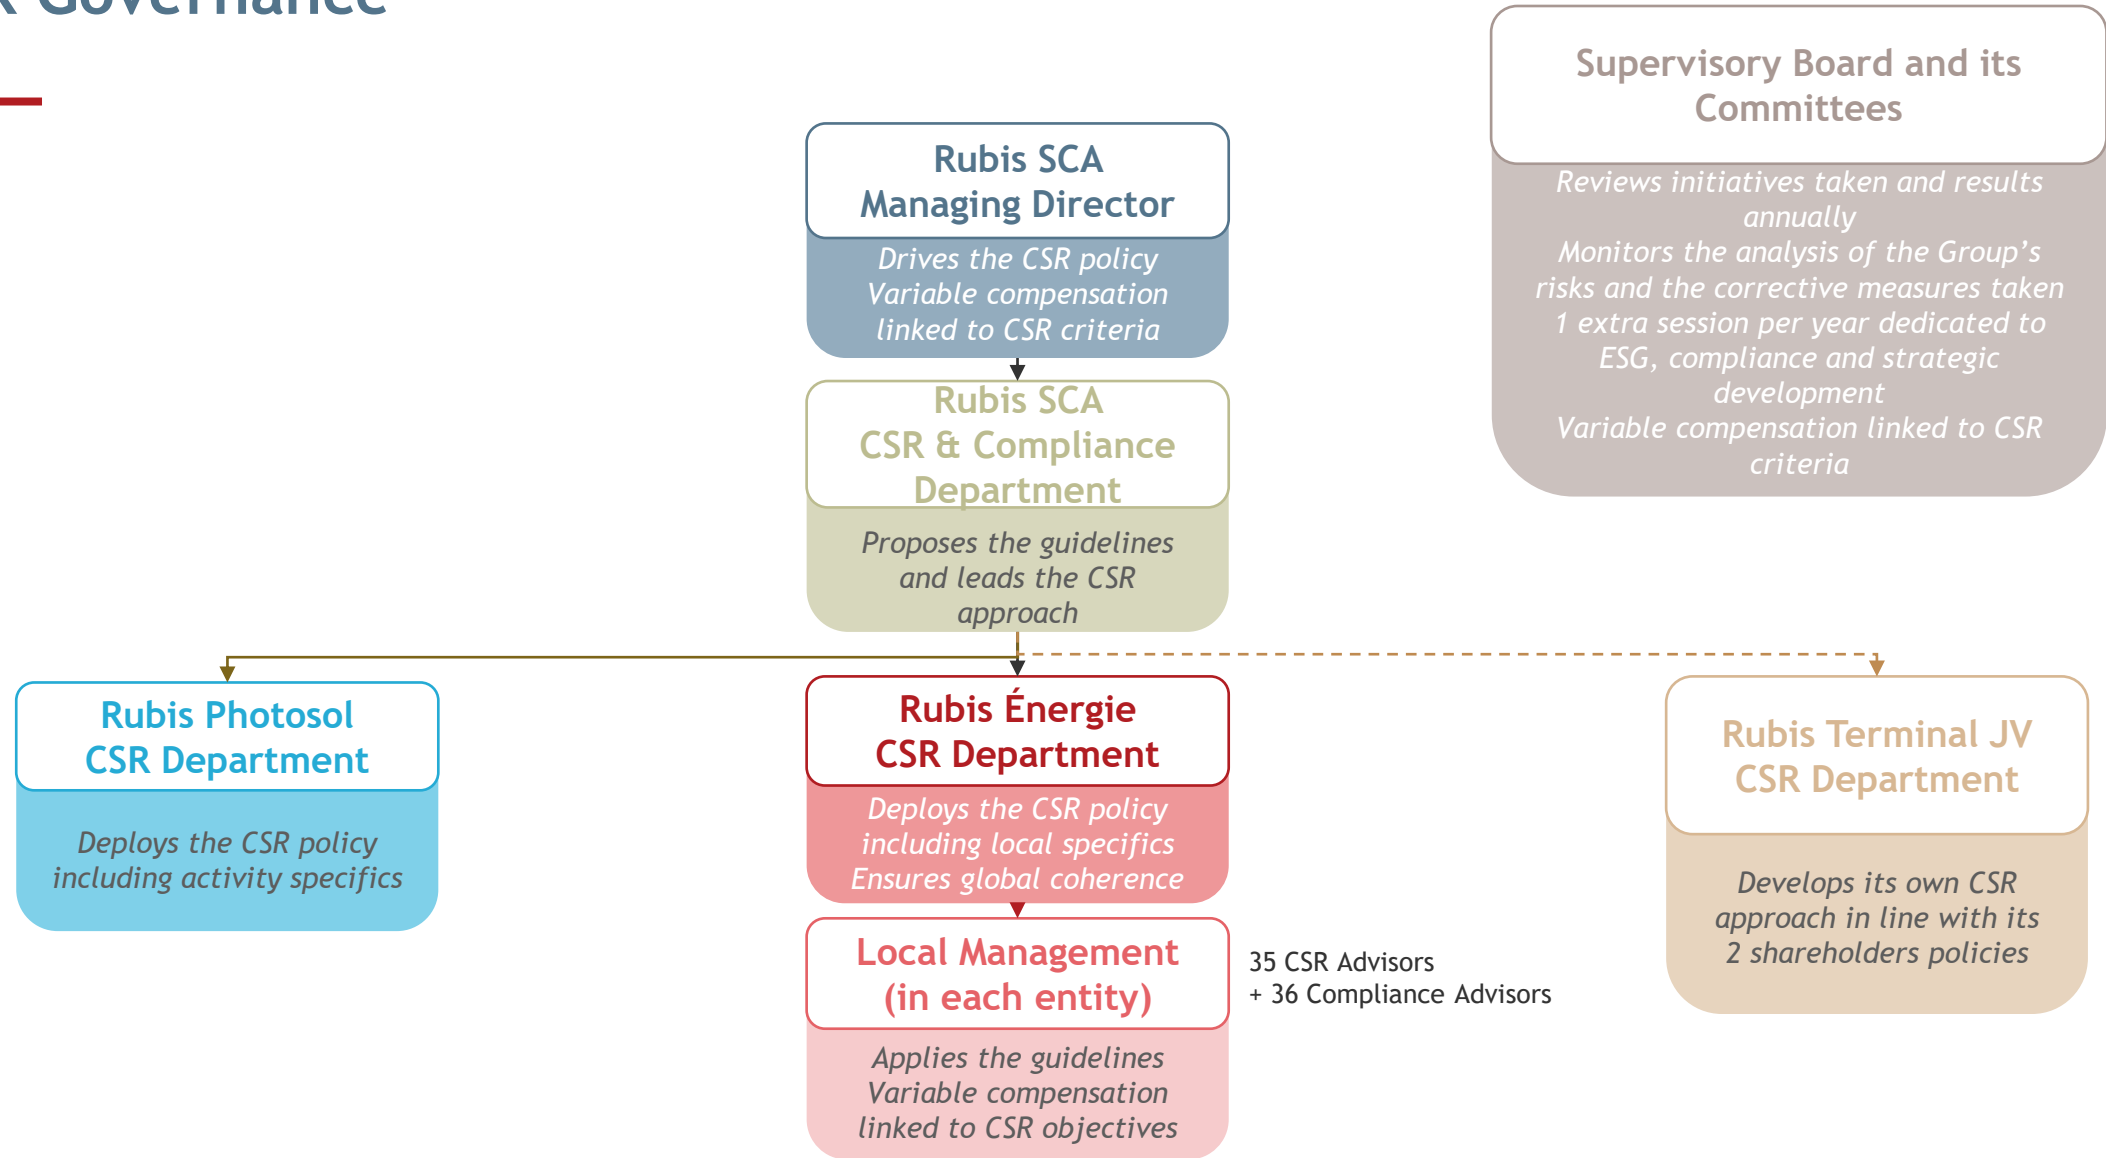 Governance
Supervisory Board and its
Committees
Reviews initiatives taken and results
annually
Monitors the analysis of the Group’s
risks and the corrective measures taken
1 extra session per year dedicated to
ESG, compliance and strategic
development
Variable compensation linked to CSR
criteria
Rubis SCA
Managing Director
Drives the CSR policy
Variable compensation
linked to CSR criteria
Rubis SCA
CSR & Compliance
Department
Proposes the guidelines
and leads the CSR
approach
Rubis Photosol
CSR Department
Deploys the CSR policy
including activity specifics
Rubis Énergie
CSR Department
Deploys the CSR policy
including local specifics
Ensures global coherence
Rubis Terminal JV
CSR Department
Develops its own CSR
approach in line with its
2 shareholders policies
Local Management
(in each entity)
Applies the guidelines
Variable compensation
linked to CSR objectives
35 CSR Advisors
+ 36 Compliance Advisors